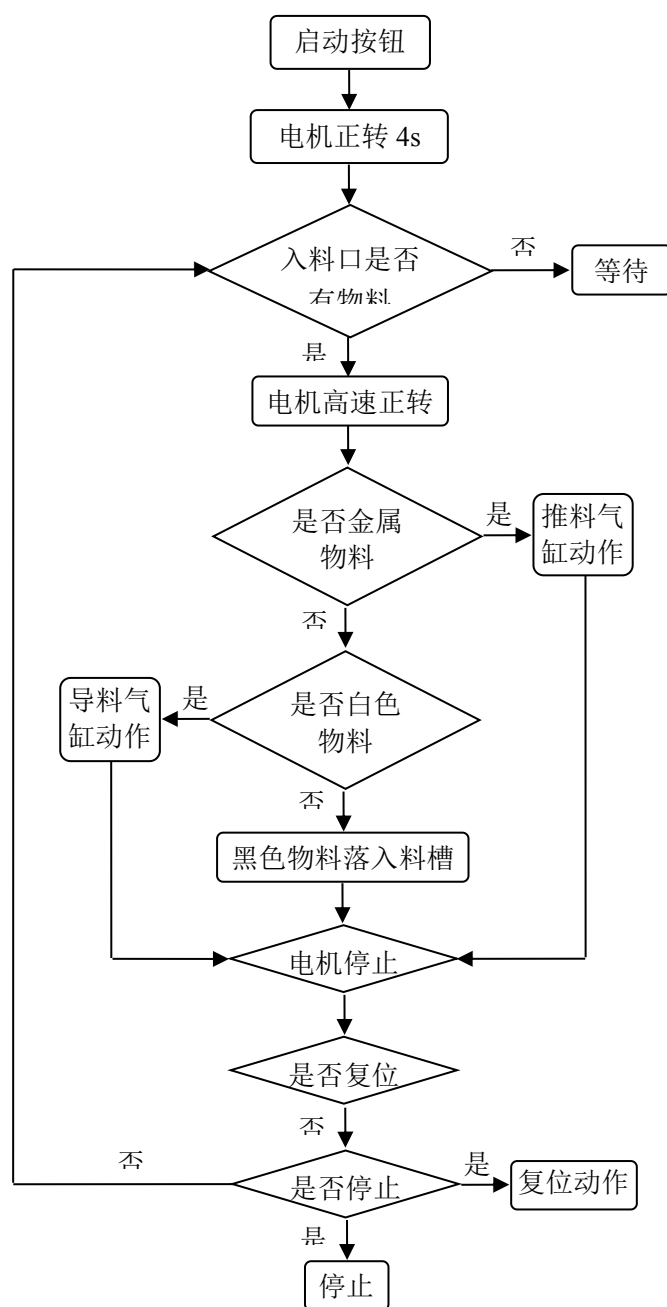 启动按钮
电机正转 4s
入料口是否
有物料
否
等待
是
电机高速正转
是否金属
物料
是
推料气
缸动作
否
导料气
缸动作
是
是否白色
物料
否
黑色物料落入料槽
电机停止
是否复位
否
否
是否停止
是
复位动作
是
停止